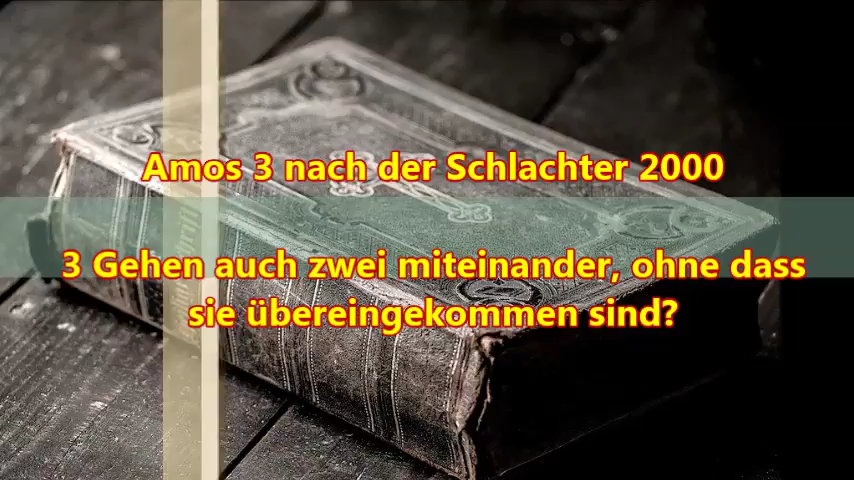 Amos 3 nach der Schlachter 2000
3 Gehen auch zwei miteinander, ohne dass
sie übereingekommen sind?